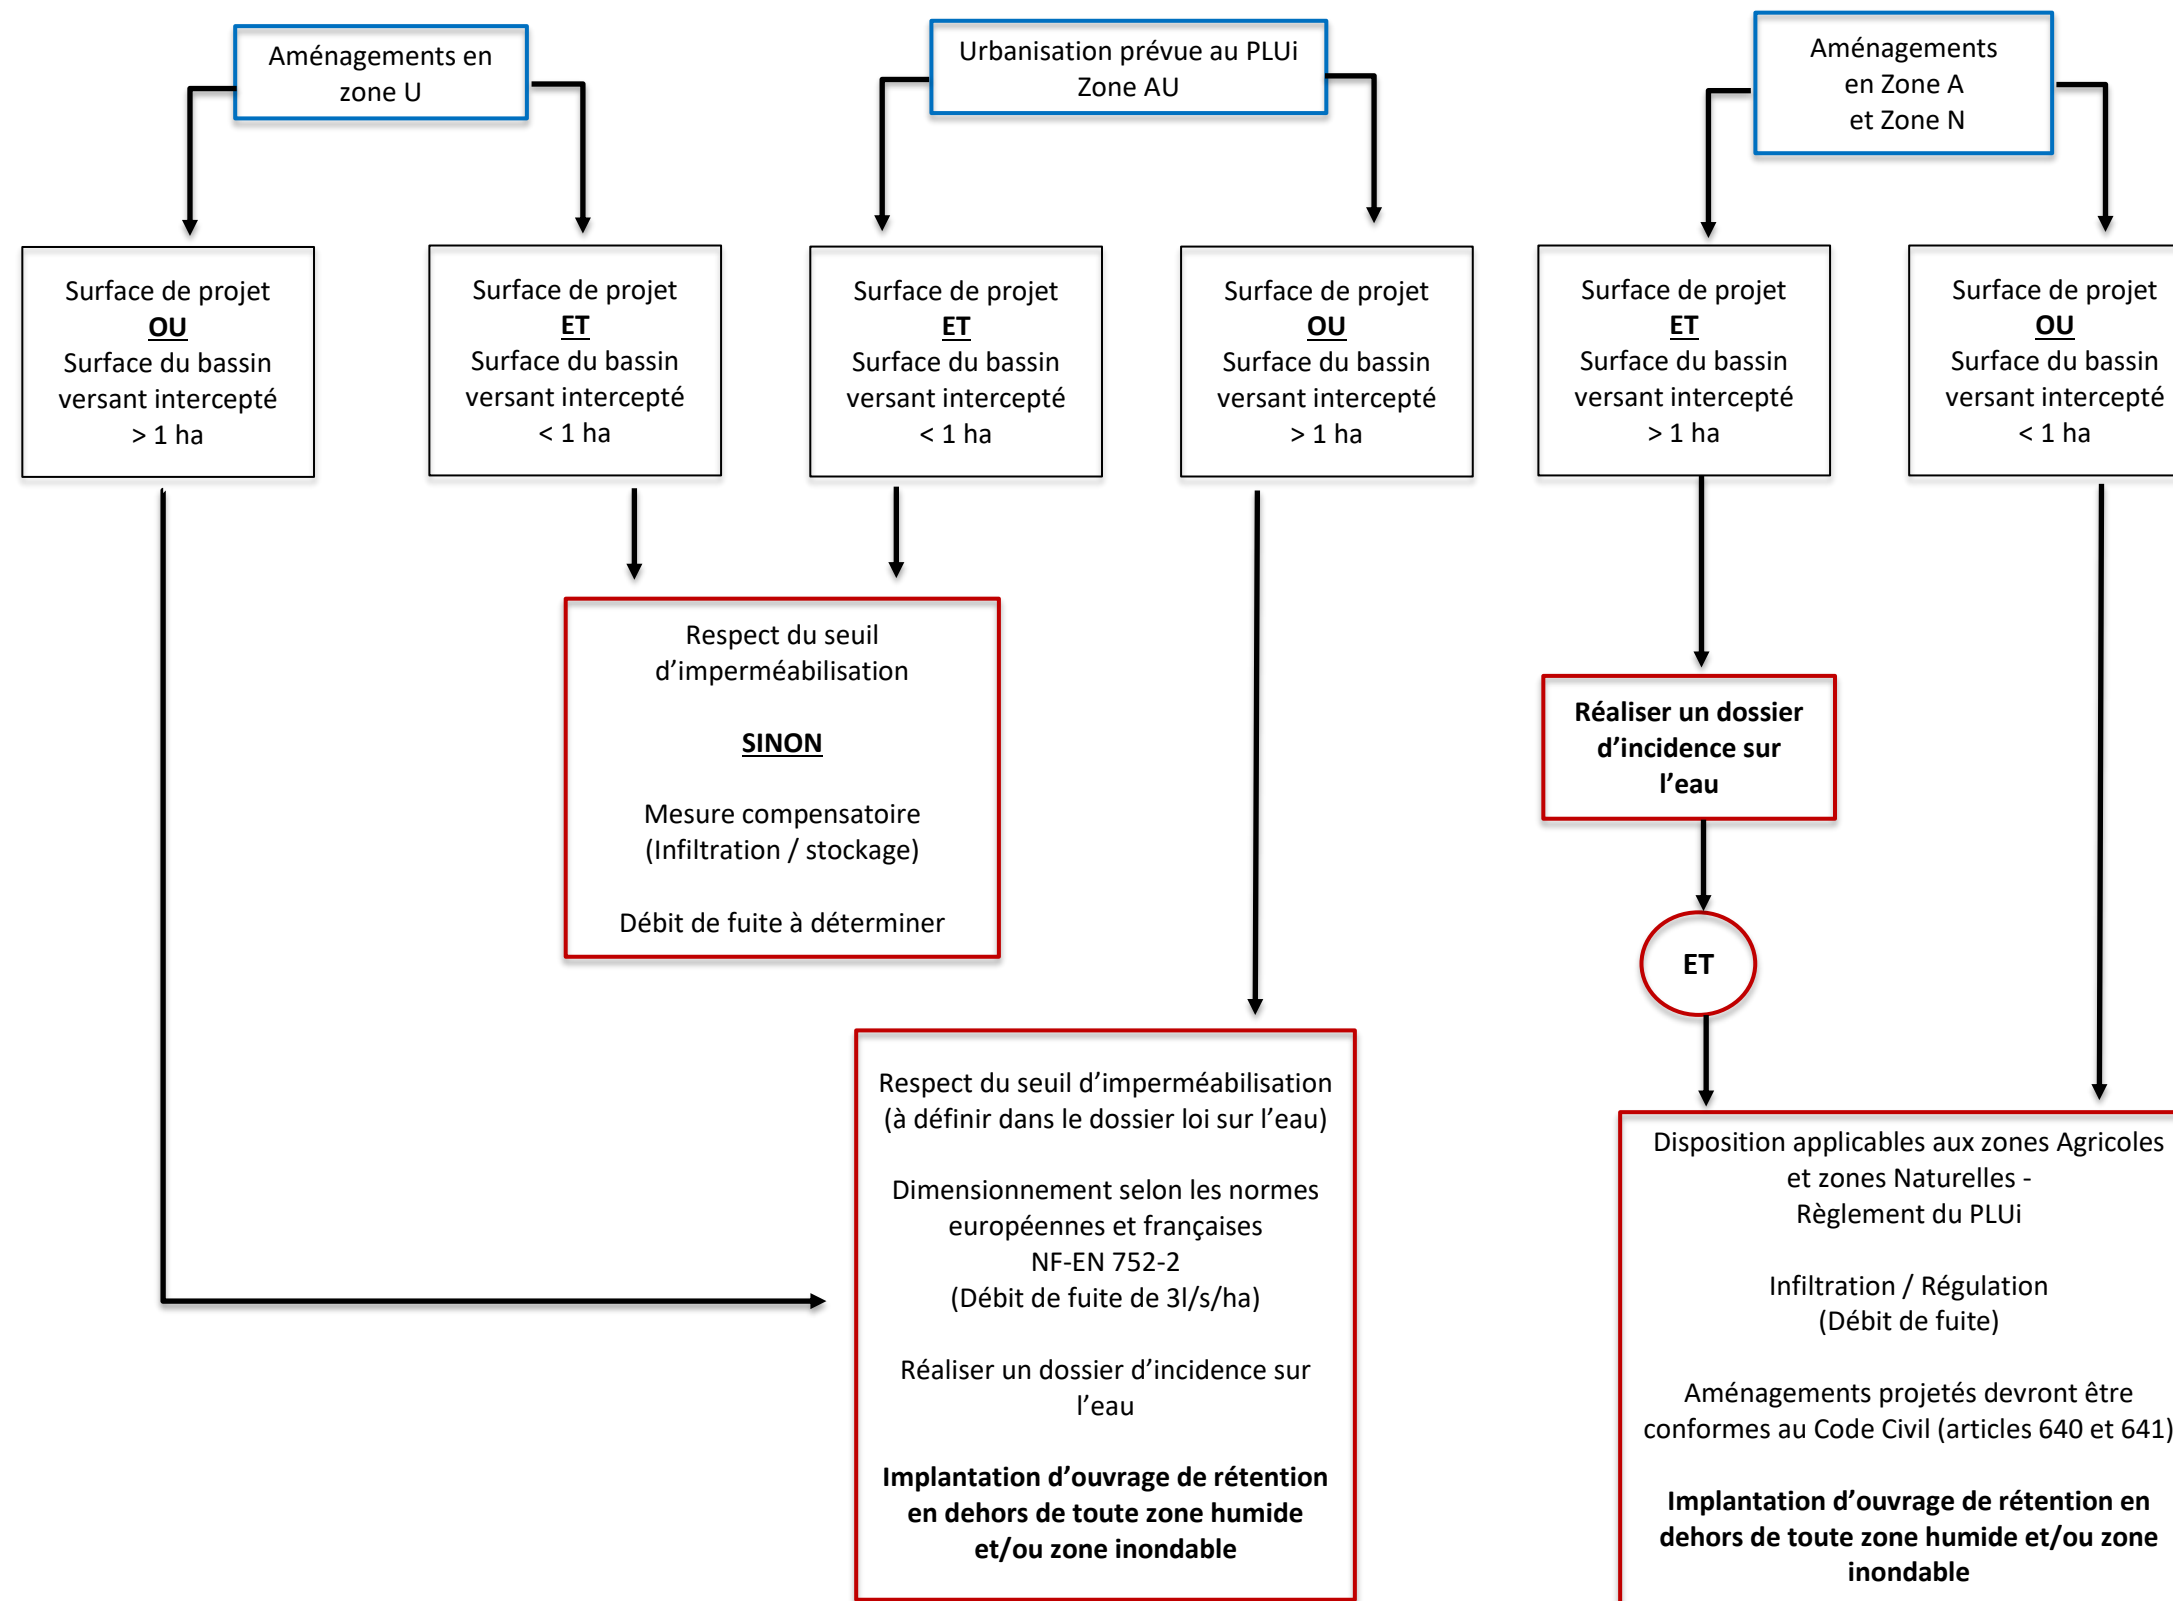 Aménagements en
zone U
Urbanisation prévue au PLUi
Zone AU
Aménagements
en Zone A
et Zone N
Surface de projet
OU
Surface du bassin
versant intercepté
> 1 ha
Surface de projet
ET
Surface du bassin
versant intercepté
< 1 ha
Surface de projet
ET
Surface du bassin
versant intercepté
< 1 ha
Surface de projet
OU
Surface du bassin
versant intercepté
> 1 ha
Surface de projet
ET
Surface du bassin
versant intercepté
> 1 ha
Surface de projet
OU
Surface du bassin
versant intercepté
< 1 ha
Respect du seuil
d’imperméabilisation
SINON
Mesure compensatoire
(Infiltration / stockage)
Débit de fuite à déterminer
Réaliser un dossier
d’incidence sur
l’eau
ET
Respect du seuil d’imperméabilisation
(à définir dans le dossier loi sur l’eau)
Dimensionnement selon les normes
européennes et françaises
NF-EN 752-2
(Débit de fuite de 3l/s/ha)
Réaliser un dossier d’incidence sur
l’eau
Implantation d’ouvrage de rétention
en dehors de toute zone humide
et/ou zone inondable
Disposition applicables aux zones Agricoles
et zones Naturelles -
Règlement du PLUi
Infiltration / Régulation
(Débit de fuite)
Aménagements projetés devront être
conformes au Code Civil (articles 640 et 641)
Implantation d’ouvrage de rétention en
dehors de toute zone humide et/ou zone
inondable